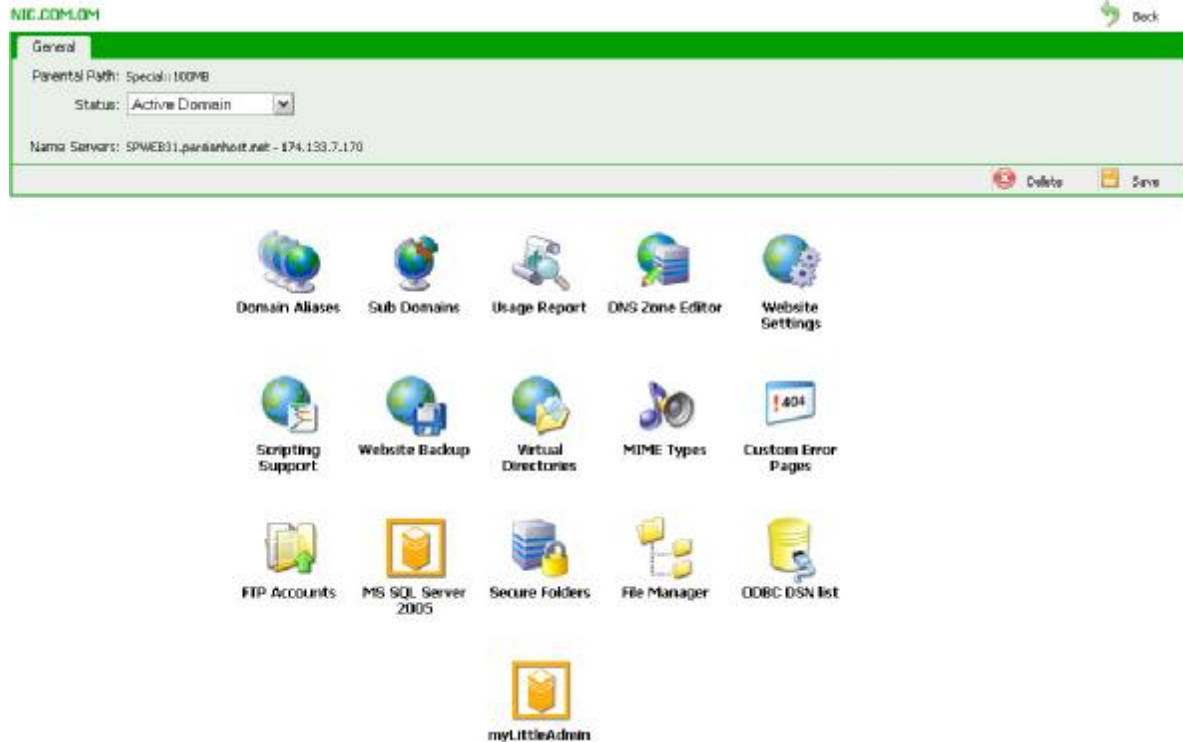 NIC.COM.OM
Back
General
Parental Path: Special::100MB
Status: Active Domain
Name Servers: SPWEB31.parsianhost.net - 174.133.7.170
Delete
Save
Domain Aliases
Sub Domains
Usage Report
DNS Zone Editor
Website Settings
Scripting Support
Website Backup
Virtual Directories
MIME Types
! 404
Custom Error Pages
FTP Accounts
MS SQL Server 2005
Secure Folders
File Manager
ODBC DSN list
myLittleAdmin